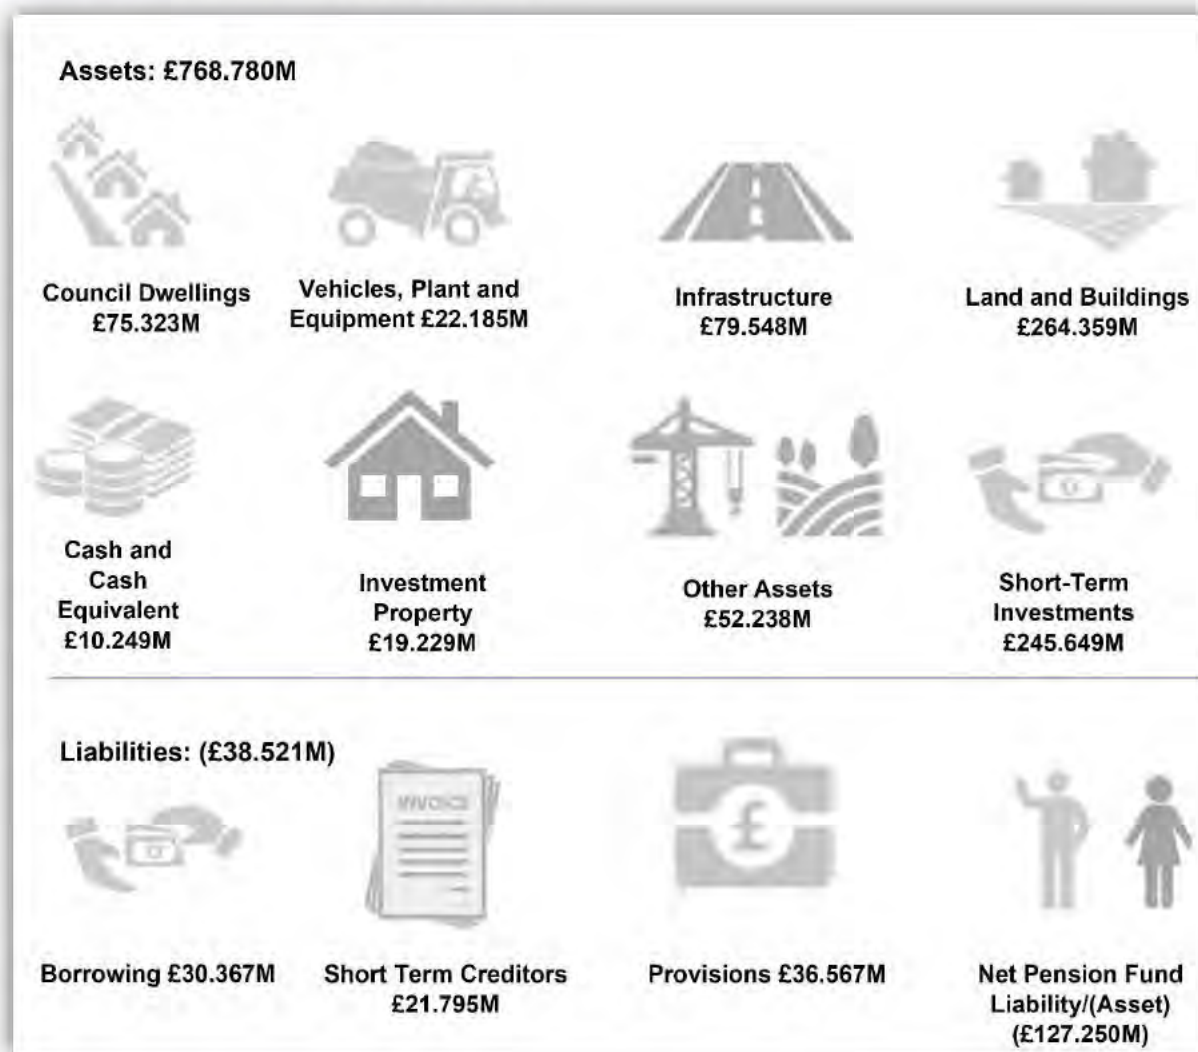 Assets: £768.780M
Council Dwellings
£75.323M
Vehicles, Plant and
Equipment £22.185M
Infrastructure
£79.548M
Land and Buildings
£264.359M
Cash and
Cash
Equivalent
£10.249M
Investment
Property
£19.229M
Other Assets
£52.238M
Short-Term
Investments
£245.649M
Liabilities: (£38.521M)
INVOICE
£
Borrowing £30.367M
Short Term Creditors
£21.795M
Provisions £36.567M
Net Pension Fund
Liability/(Asset)
(£127.250M)